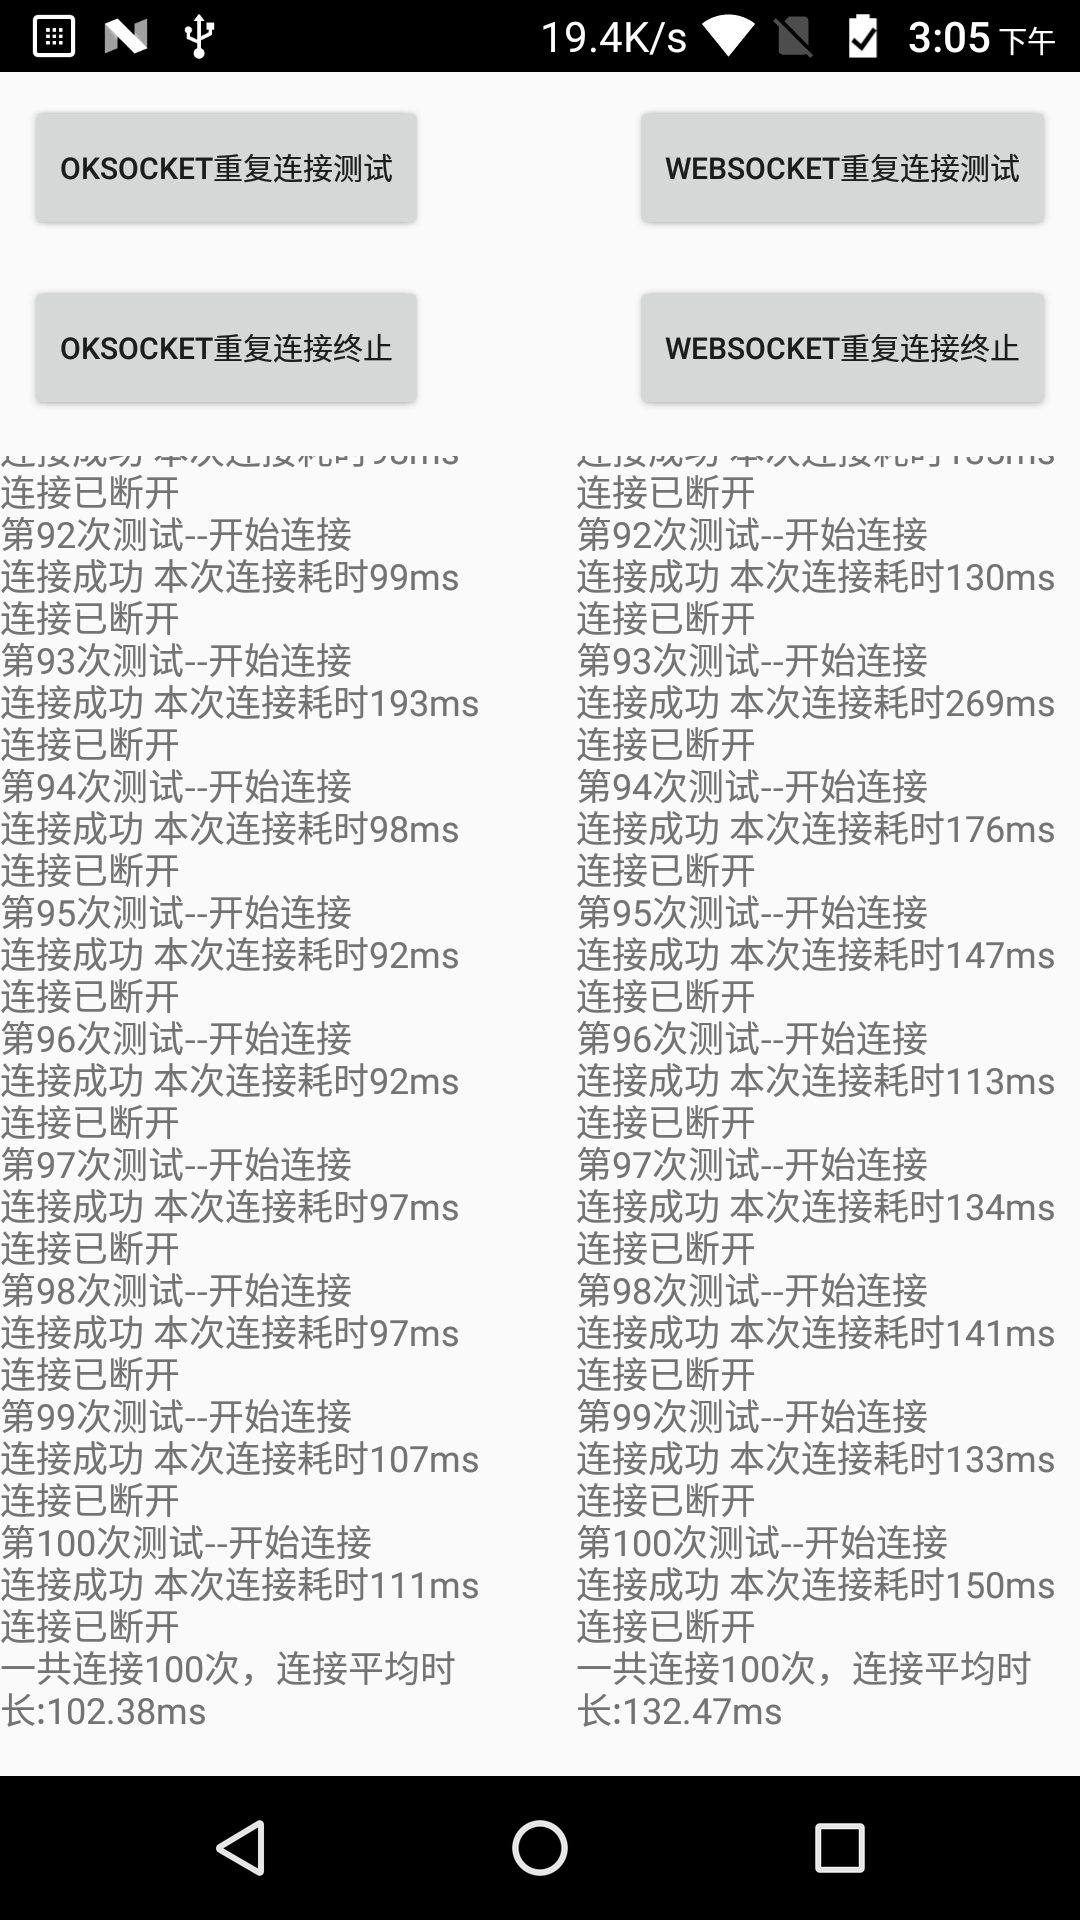 19.4K/s 3:05 下午
OKSOCKET重复连接测试
WEBSOCKET重复连接测试
OKSOCKET重复连接终止
WEBSOCKET重复连接终止
连接已断开
第92次测试--开始连接
连接成功 本次连接耗时99ms
连接已断开
第93次测试--开始连接
连接成功 本次连接耗时193ms
连接已断开
第94次测试--开始连接
连接成功 本次连接耗时98ms
连接已断开
第95次测试--开始连接
连接成功 本次连接耗时92ms
连接已断开
第96次测试--开始连接
连接成功 本次连接耗时92ms
连接已断开
第97次测试--开始连接
连接成功 本次连接耗时97ms
连接已断开
第98次测试--开始连接
连接成功 本次连接耗时97ms
连接已断开
第99次测试--开始连接
连接成功 本次连接耗时107ms
连接已断开
第100次测试--开始连接
连接成功 本次连接耗时111ms
连接已断开
一共连接100次，连接平均时
长:102.38ms
连接已断开
第92次测试--开始连接
连接成功 本次连接耗时130ms
连接已断开
第93次测试--开始连接
连接成功 本次连接耗时269ms
连接已断开
第94次测试--开始连接
连接成功 本次连接耗时176ms
连接已断开
第95次测试--开始连接
连接成功 本次连接耗时147ms
连接已断开
第96次测试--开始连接
连接成功 本次连接耗时113ms
连接已断开
第97次测试--开始连接
连接成功 本次连接耗时134ms
连接已断开
第98次测试--开始连接
连接成功 本次连接耗时141ms
连接已断开
第99次测试--开始连接
连接成功 本次连接耗时133ms
连接已断开
第100次测试--开始连接
连接成功 本次连接耗时150ms
连接已断开
一共连接100次，连接平均时
长:132.47ms